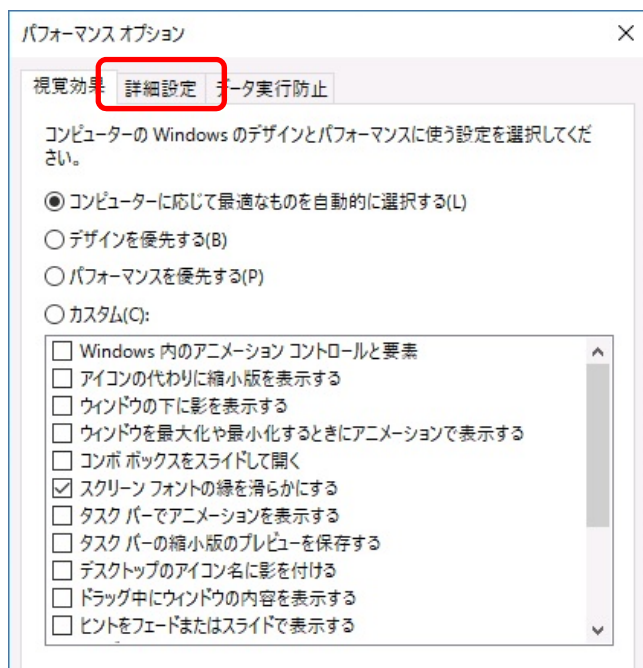 パフォーマンス オプション
視覚効果 詳細設定 データ実行防止
コンピューターの Windows のデザインとパフォーマンスに使う設定を選択してくだ
さい。
コンピューターに応じて最適なものを自動的に選択する(L)
デザインを優先する(B)
パフォーマンスを優先する(P)
カスタム(C):
Windows 内のアニメーション コントロールと要素
アイコンの代わりに縮小版を表示する
ウィンドウの下に影を表示する
ウィンドウを最大化や最小化するときにアニメーションで表示する
コンボ ボックスをスライドして開く
スクリーン フォントの縁を滑らかにする
タスク バーでアニメーションを表示する
タスク バーの縮小版のプレビューを保存する
デスクトップのアイコン名に影を付ける
ドラッグ中にウィンドウの内容を表示する
ヒントをフェードまたはスライドで表示する